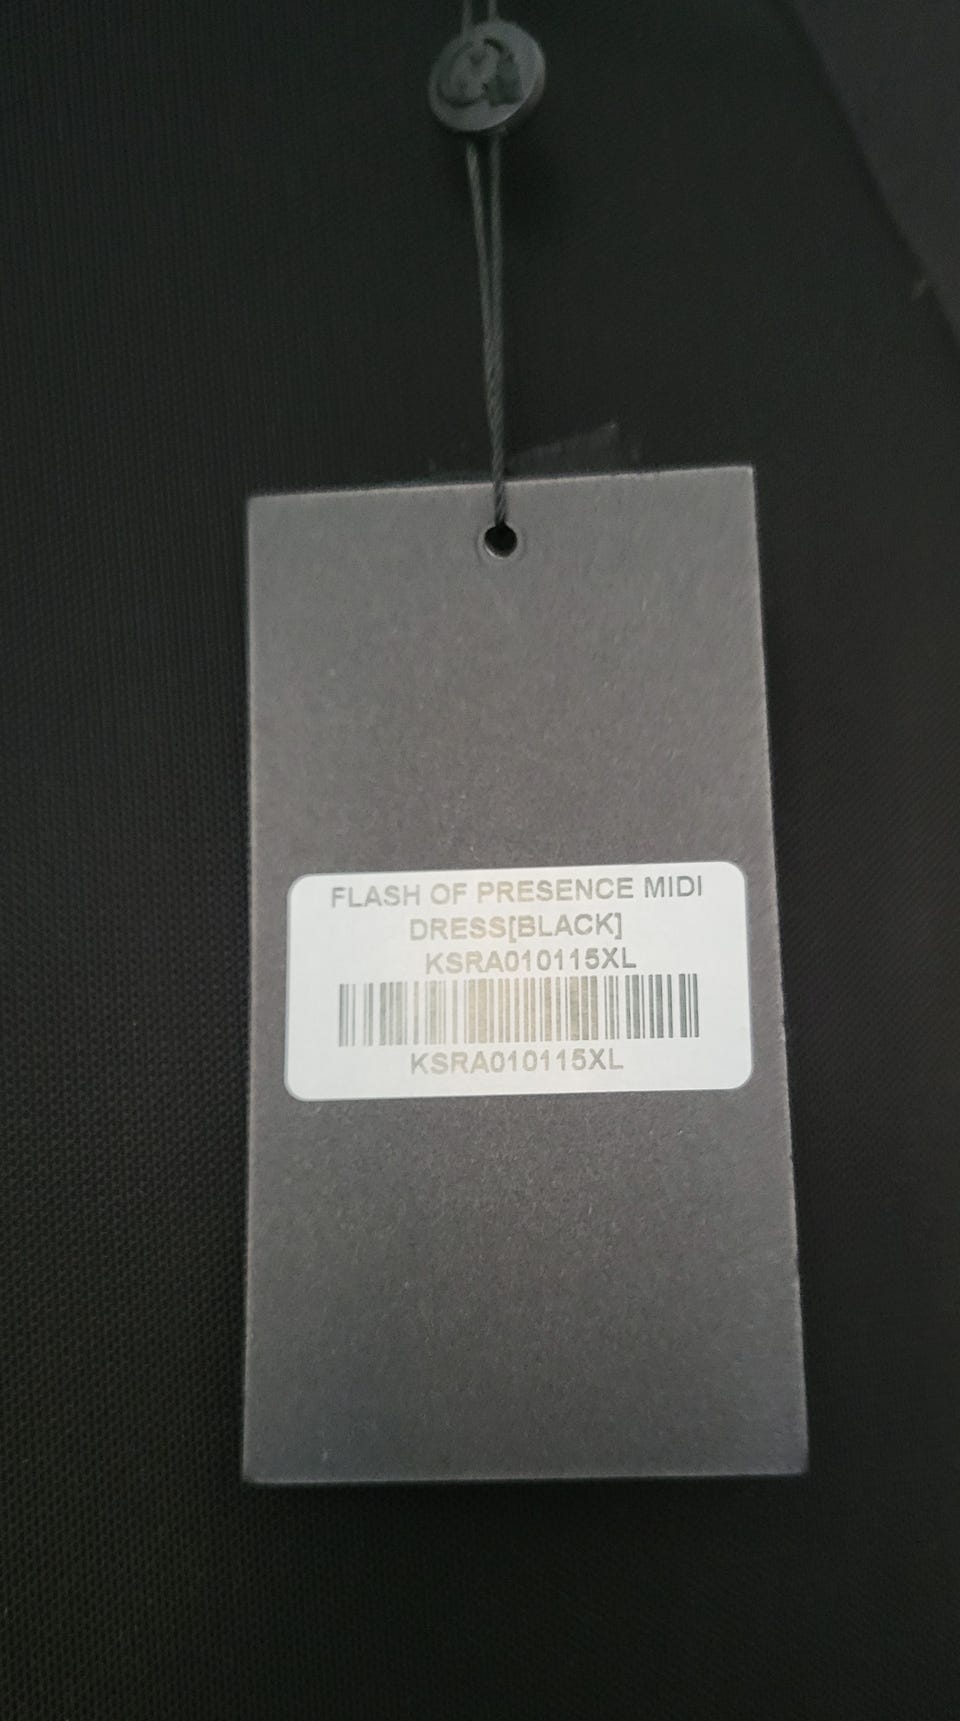 FLASH OF PRESENCE MIDI
DRESS[BLACK]
KSRA010115XL
KSRA010115XL